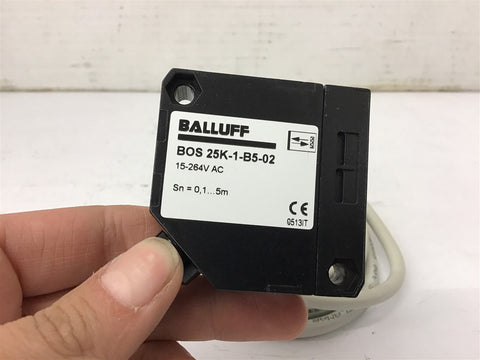 BALLUFF
BOS 25K-1-B5-02
15-264V AC
Sn = 0,1...5m
CE
0513IT